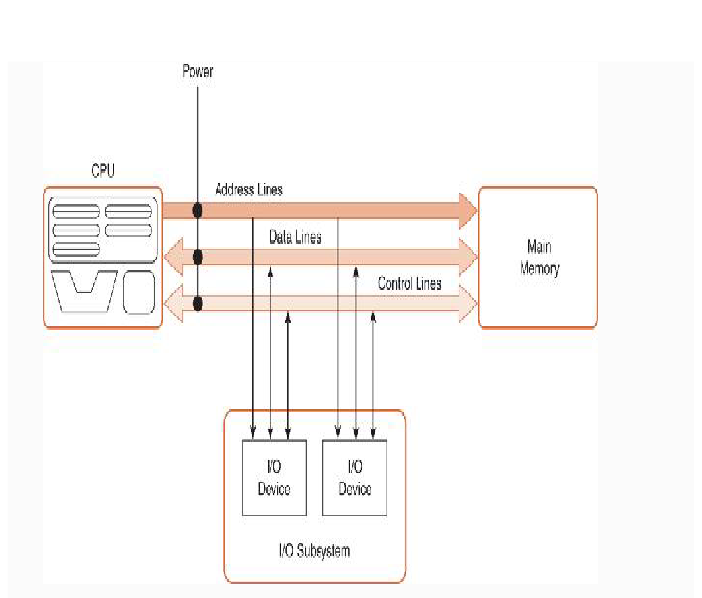 Power
CPU
Address Lines
Data Lines
Main
Memory
Control Lines
I/O
Device
I/O
Device
I/O Subsystem